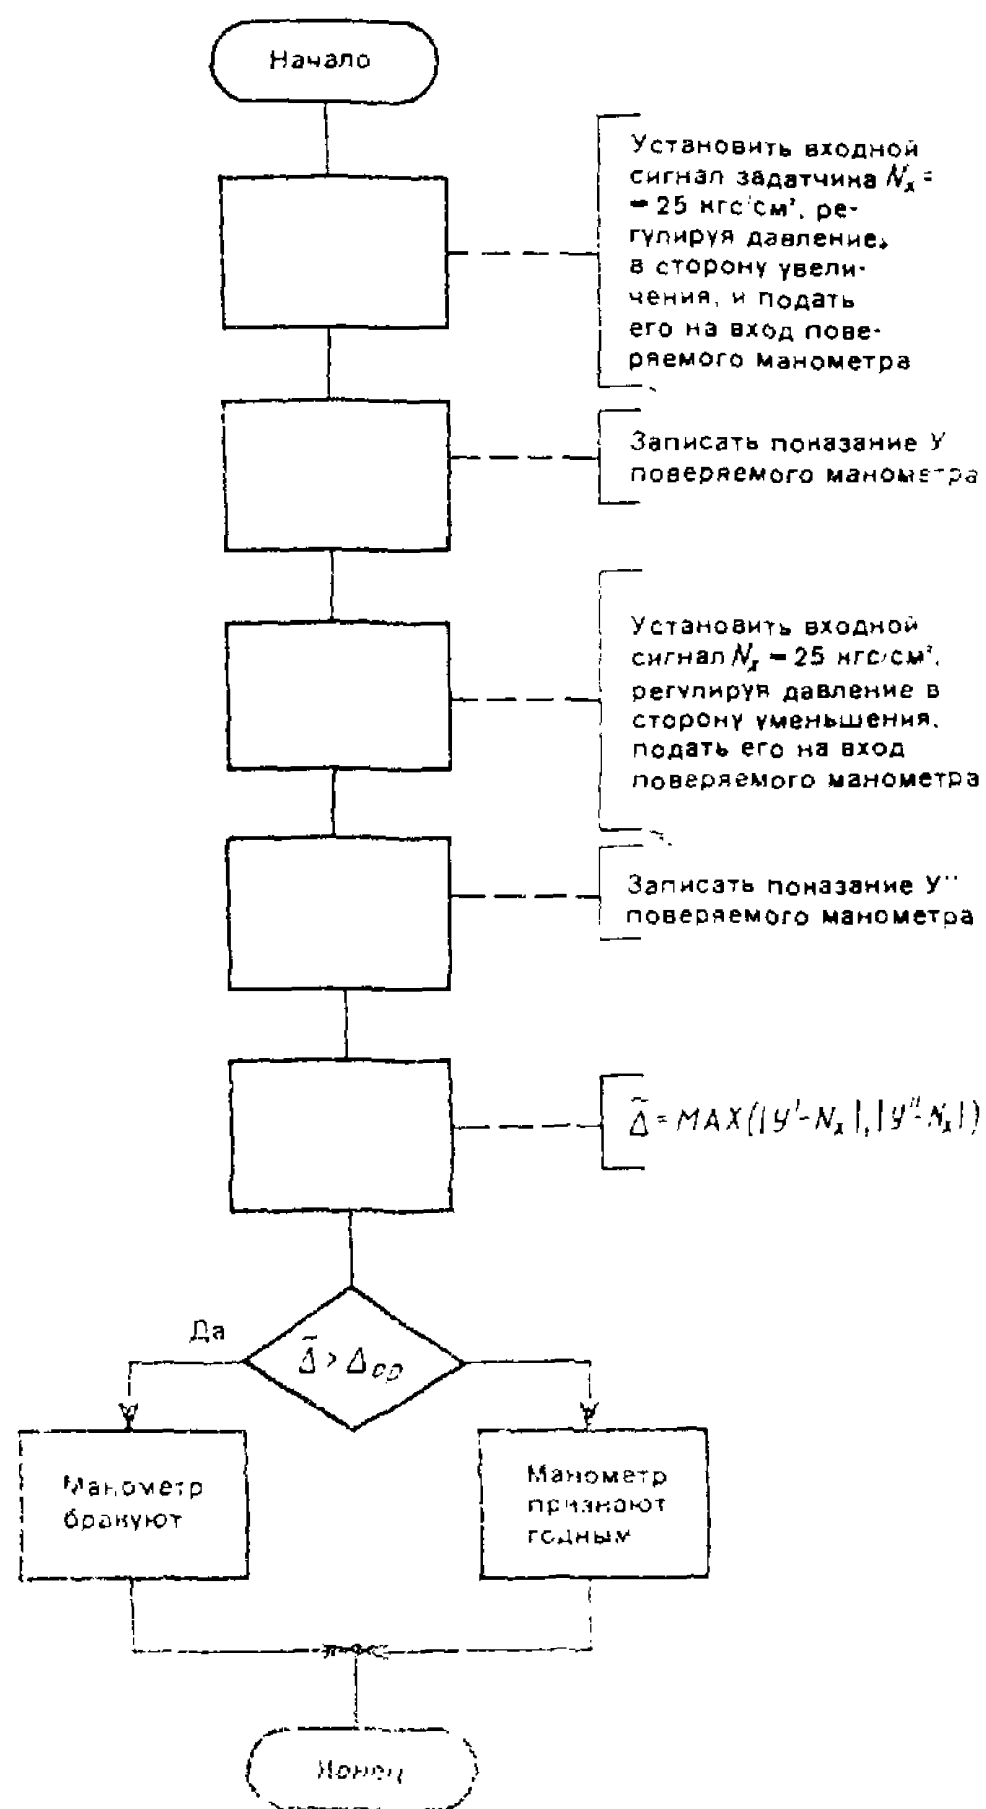 Начало
Установить входной
сигнал задатчика Nₓ =
= 25 кгс/см², ре-
гулируя давление,
в сторону увели-
чения, и подать
его на вход пове-
ряемого манометра
Записать показание У
поверяемого манометра
Установить входной
сигнал Nₓ = 25 кгс/см²,
регулируя давление в
сторону уменьшения,
подать его на вход
поверяемого манометра
Записать показание У''
поверяемого манометра
Δ̃ = MAX(|y' - Nₓ|, |y'' - Nₓ|)
Да
Δ̃ > Δ
Манометр
бракуют
Манометр
признают
годным
Конец